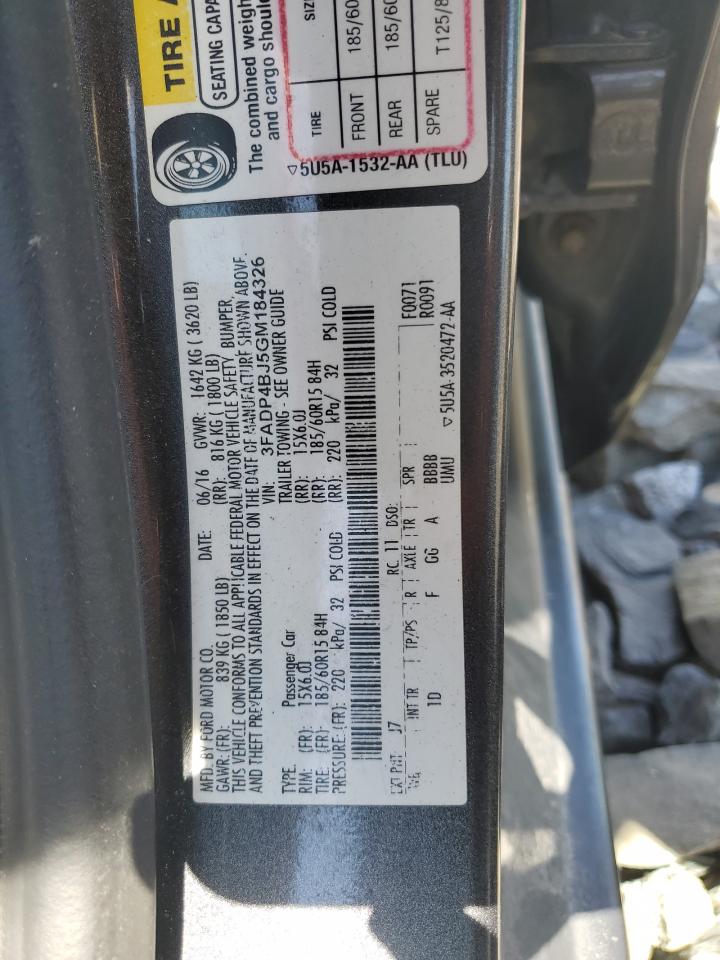 TIRE A
SEATING CAPA
The combined weigh
and cargo shoul
TIRE SIZ
FRONT 185/60
REAR 185/60
SPARE T125/8
5U5A-1532-AA (TLU)
MFD. BY FORD MOTOR CO.
DATE: 06/16 GVWR: 1642 KG ( 3620 LB)
GAWR:(FR): 839 KG ( 1850 LB) (RR): 816 KG ( 1800 LB)
THIS VEHICLE CONFORMS TO ALL APPLICABLE FEDERAL MOTOR VEHICLE SAFETY, BUMPER,
AND THEFT PREVENTION STANDARDS IN EFFECT ON THE DATE OF MANUFACTURE SHOWN ABOVE.
VIN: 3FADP4BJ5GM184326
TYPE: Passenger Car TRAILER TOWING - SEE OWNER GUIDE
RIM: (FR): 15X6.0J (RR): 15X6.0J
TIRE: (FR): 185/60R15 84H (RR): 185/60R15 84H
PRESSURE: (FR): 220 kPa/ 32 PSI COLD (RR): 220 kPa/ 32 PSI COLD
EXT PNT: J7 RC: 11 DSO: F0071
INT TR TP/PS R AXLE TR SPR R0091
1D F GG A BBBB
UMU 5U5A-3520472-AA